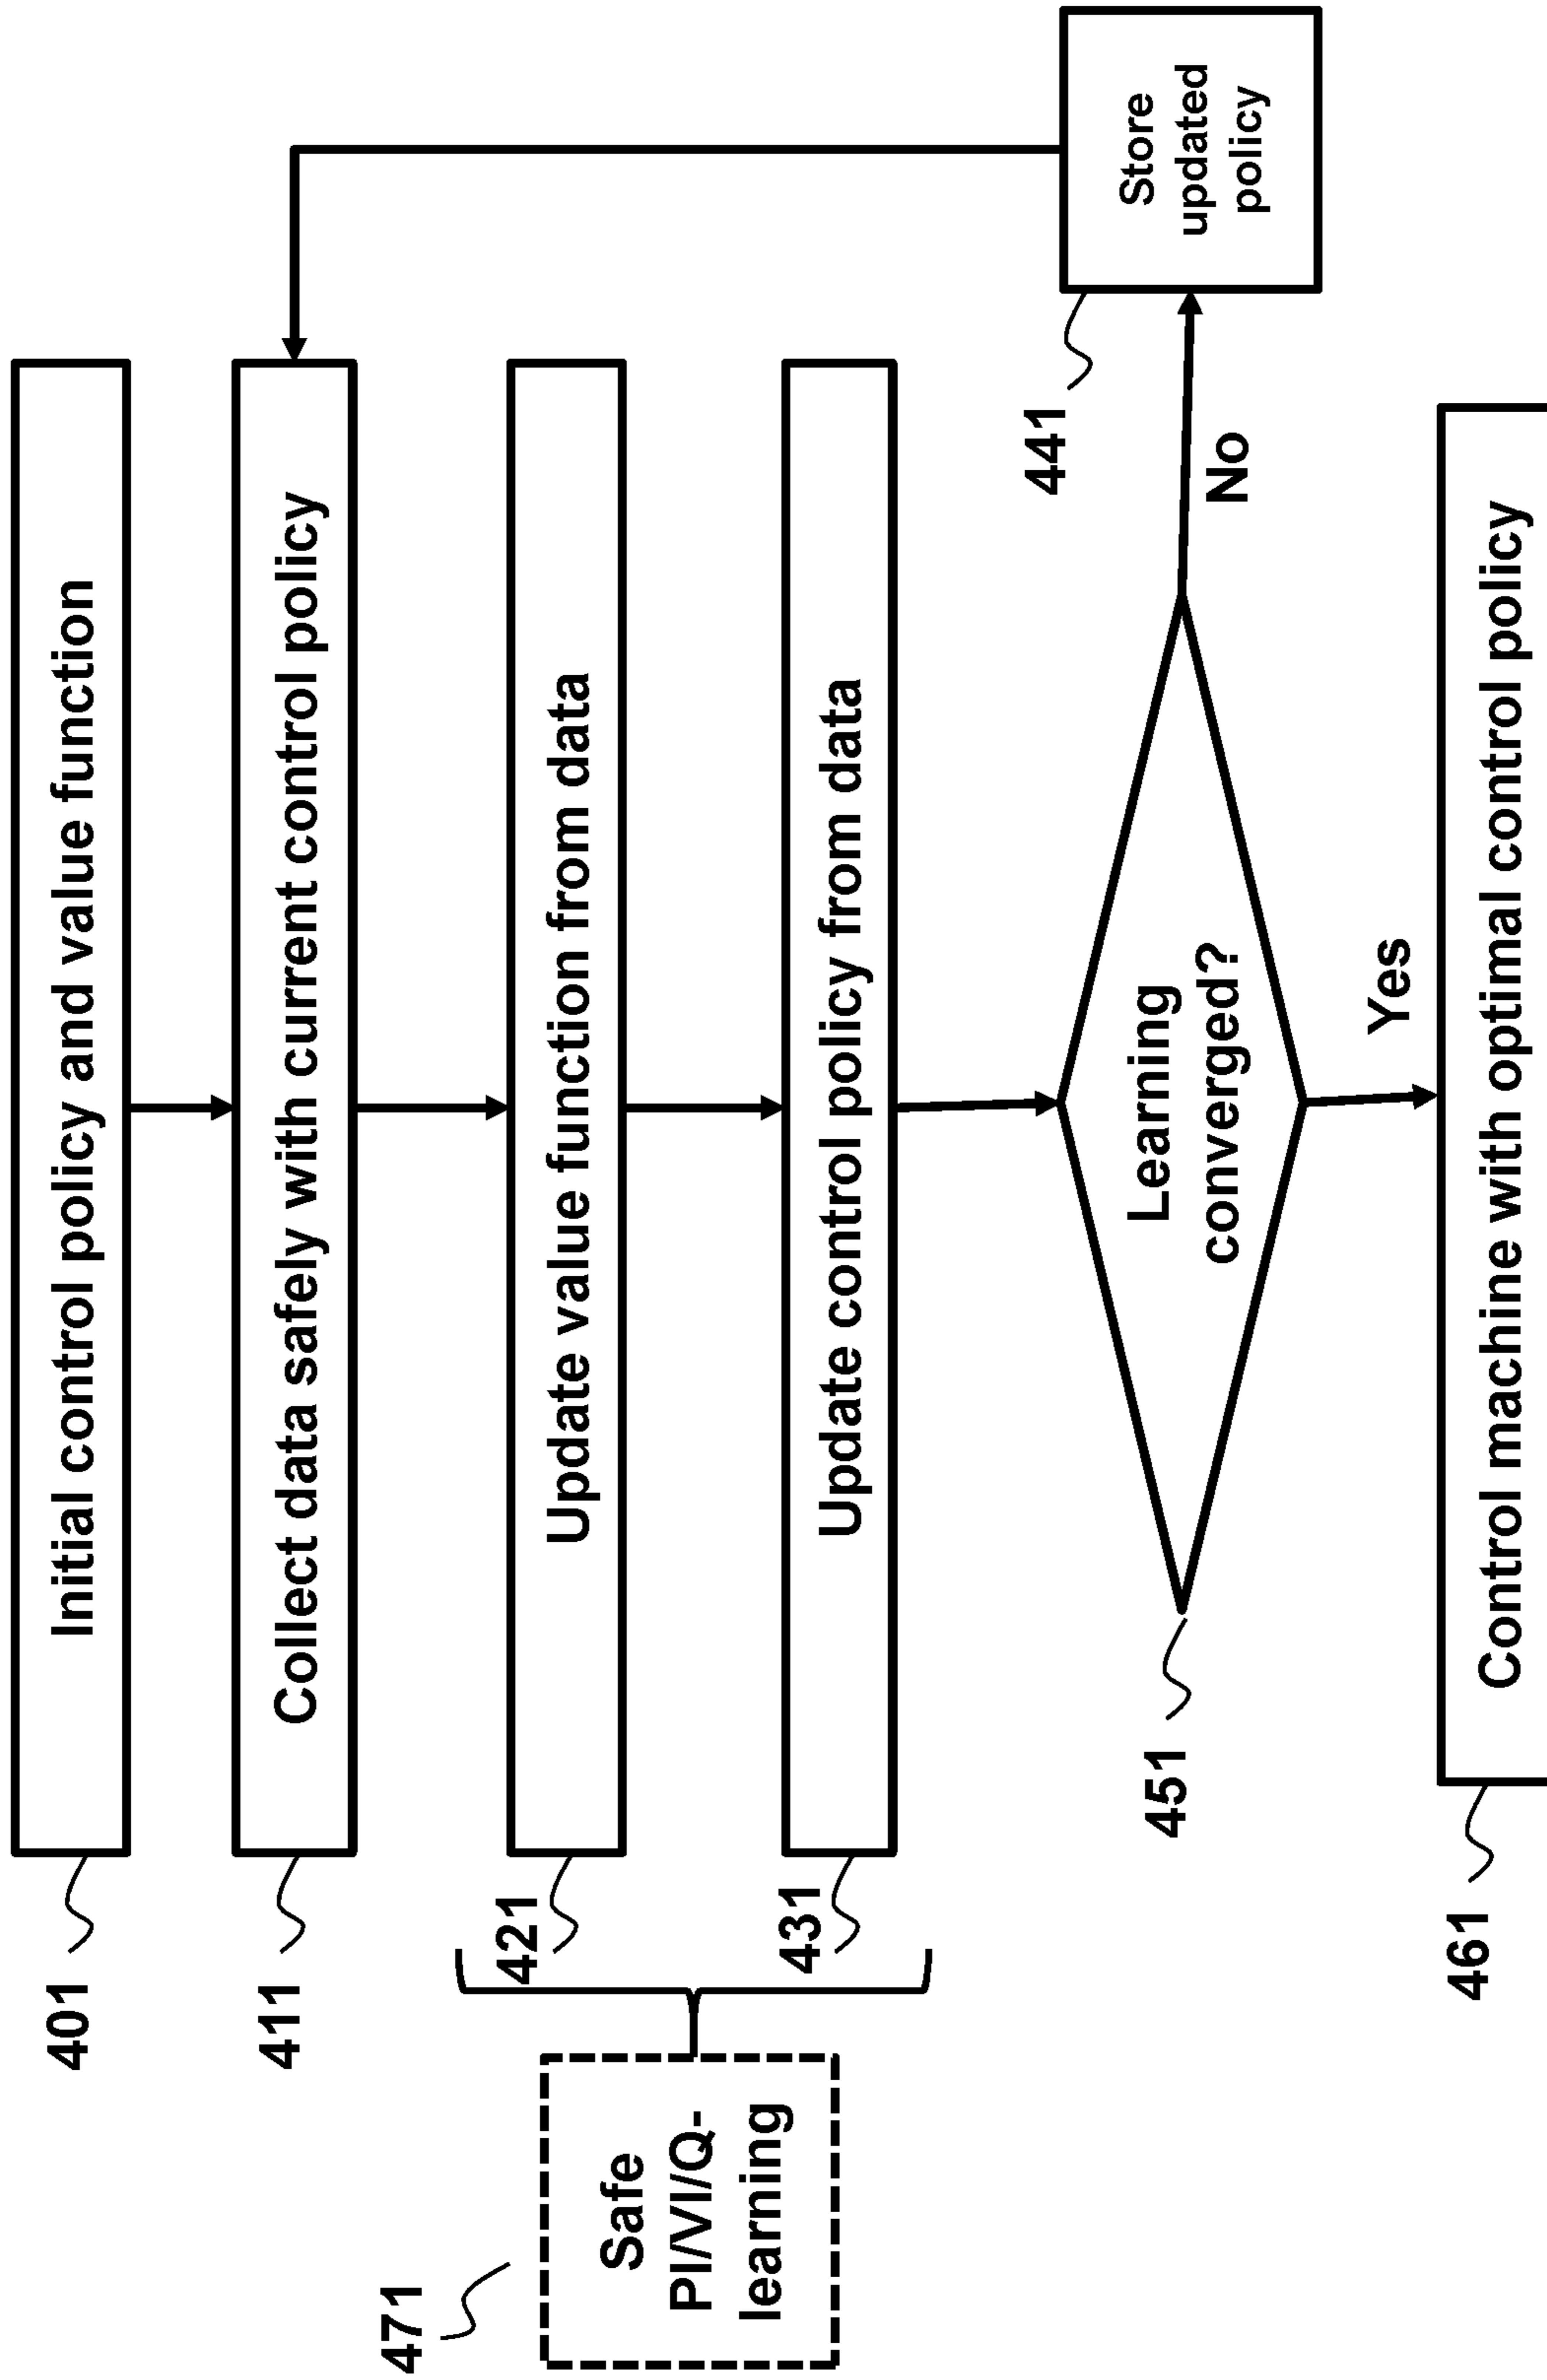 401
Initial control policy and value function
411
Collect data safely with current control policy
471
Safe
PI/VI/Q-
learning
421
Update value function from data
431
Update control policy from data
451
Learning
converged?
No
441
Store
updated
policy
Yes
461
Control machine with optimal control policy